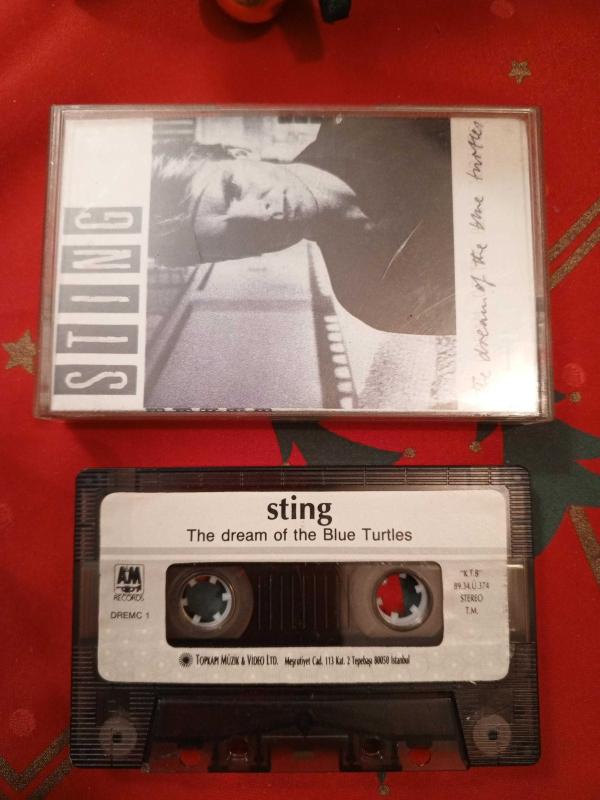 STING
the dream of the blue turtles
sting
The dream of the Blue Turtles
A&M
RECORDS
DREMC 1
"K.T.B"
89.34.Ü.374
STEREO
T.M.
TOPKAPI MÜZİK & VIDEO LTD. Meşrutiyet Cad. 113 Kat. 2 Tepebaşı 80050 İstanbul